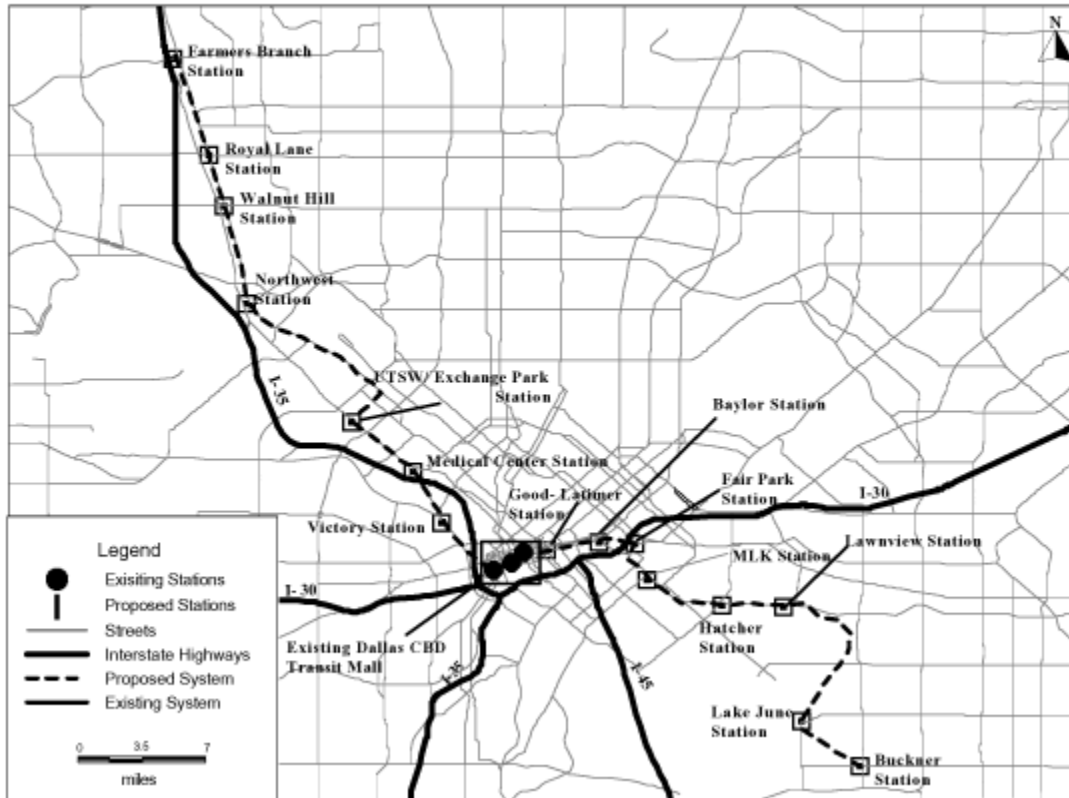 N
Farmers Branch
Station
Royal Lane
Station
Walnut Hill
Station
Northwest
Station
I-35
UTSW/ Exchange Park
Station
Baylor Station
Medical Center Station
Fair Park
Station
Good- Latimer
Station
I-30
Victory Station
MLK Station
Lawnview Station
I- 30
Hatcher
Station
Existing Dallas CBD
Transit Mall
I-35
I-45
Lake June
Station
Buckner
Station
Legend
Exisiting Stations
Proposed Stations
Streets
Interstate Highways
Proposed System
Existing System
0 3.5 7
miles